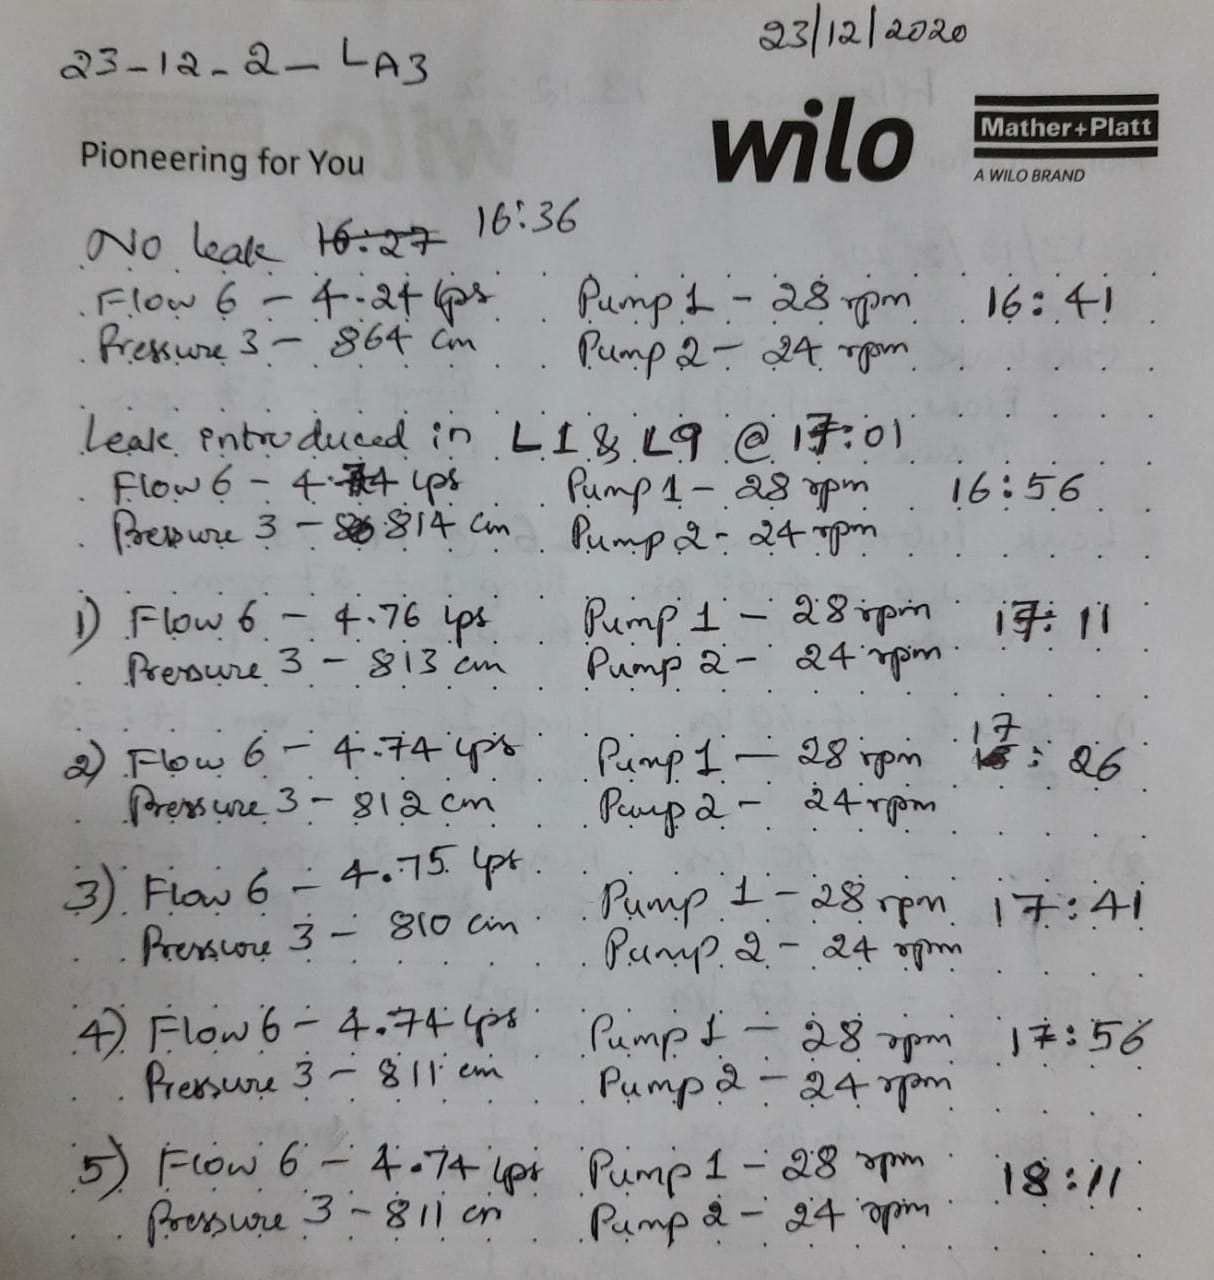 23/12/2020
23-12-2-LA3
Pioneering for You
wilo
Mather+Platt
A WILO BRAND
No leak 16:27 16:36
Flow 6 - 4.24 lps Pump 1 - 28 rpm 16:41
Pressure 3 - 864 cm Pump 2 - 24 rpm
Leak introduced in L1 & L9 @ 17:01
Flow 6 - 4.74 lps Pump 1 - 28 rpm 16:56
Pressure 3 - 814 cm Pump 2 - 24 rpm
1) Flow 6 - 4.76 lps Pump 1 - 28 rpm 17:11
Pressure 3 - 813 cm Pump 2 - 24 rpm
2) Flow 6 - 4.74 lps Pump 1 - 28 rpm 17:26
Pressure 3 - 812 cm Pump 2 - 24 rpm
3) Flow 6 - 4.75 lps Pump 1 - 28 rpm 17:41
Pressure 3 - 810 cm Pump 2 - 24 rpm
4) Flow 6 - 4.74 lps Pump 1 - 28 rpm 17:56
Pressure 3 - 811 cm Pump 2 - 24 rpm
5) Flow 6 - 4.74 lps Pump 1 - 28 rpm 18:11
Pressure 3 - 811 cm Pump 2 - 24 rpm